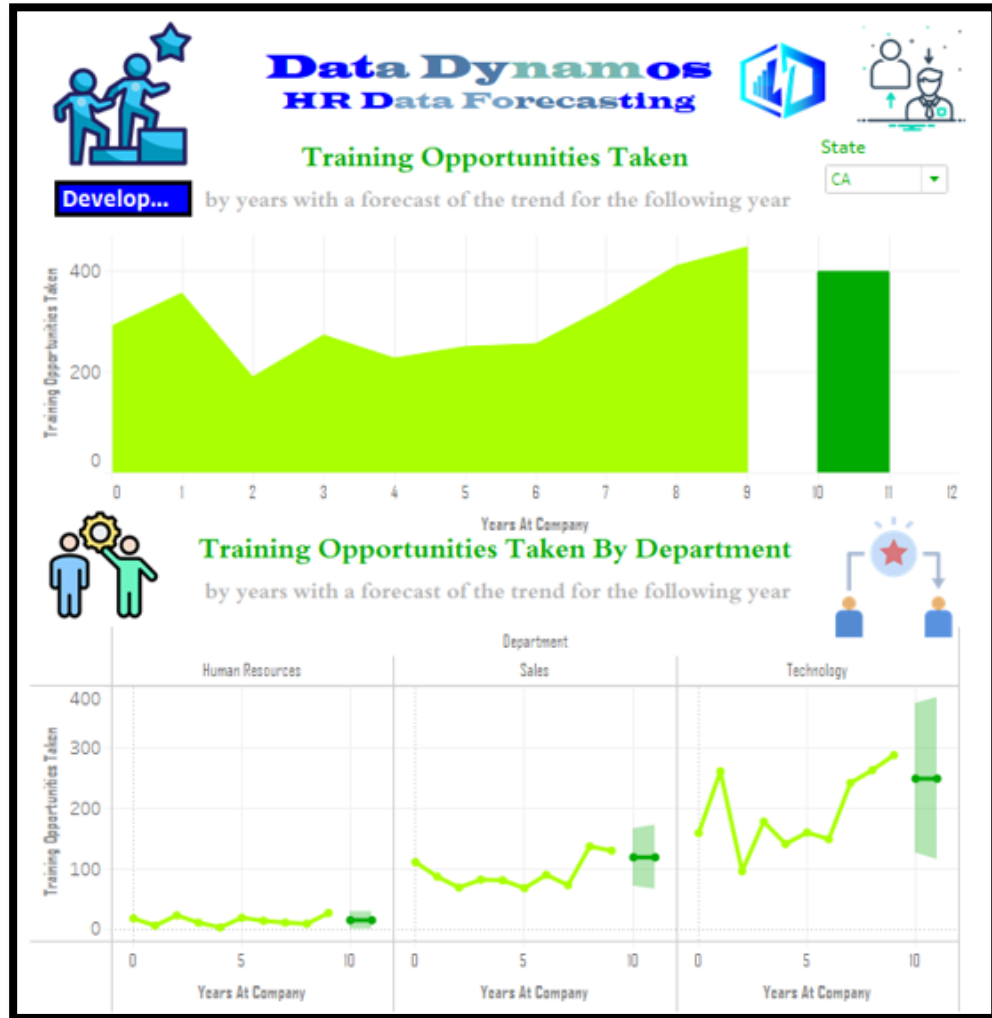 Data Dynamos
HR Data Forecasting
Training Opportunities Taken
State
CA
Develop...
by years with a forecast of the trend for the following year
Training Opportunities Taken
400
200
0
0 1 2 3 4 5 6 7 8 9 10 11 12
Years At Company
Training Opportunities Taken By Department
by years with a forecast of the trend for the following year
Department
Human Resources Sales Technology
Training Opportunities Taken
400
300
200
100
0
0 5 10 0 5 10 0 5 10
Years At Company Years At Company Years At Company